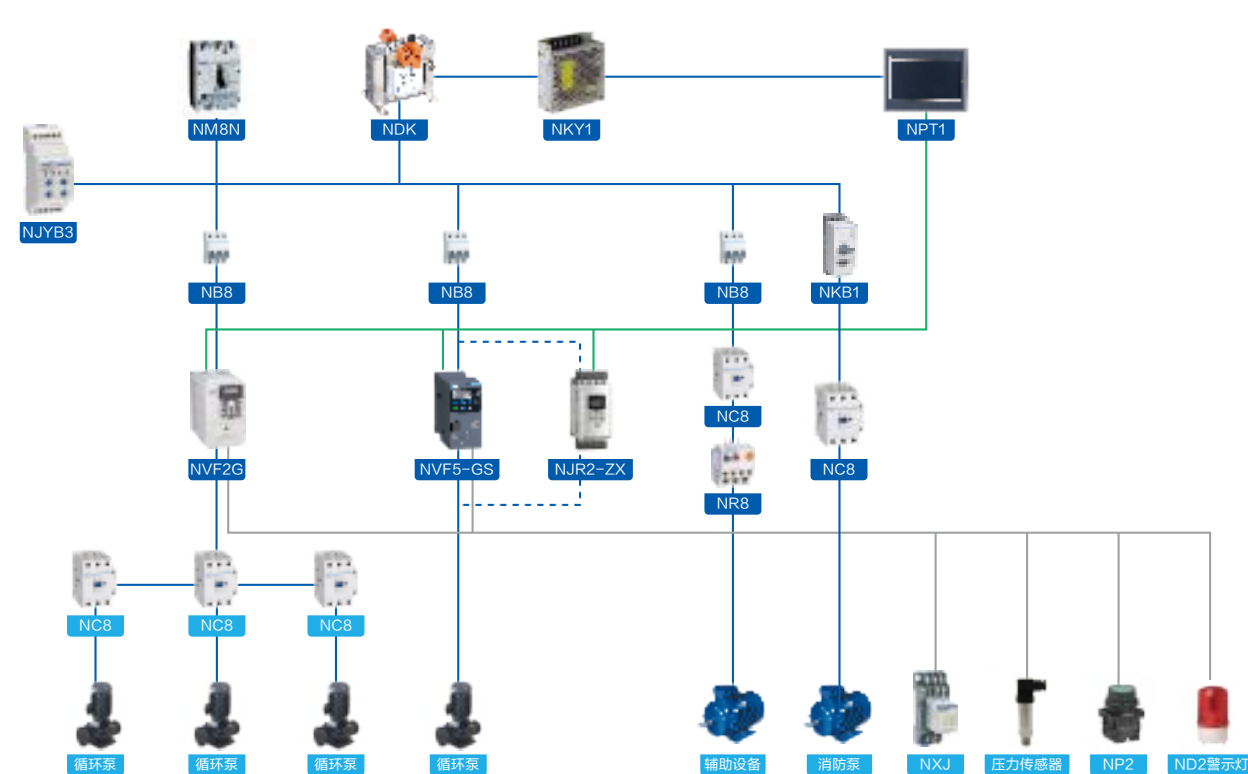 NM8N
NDK
NKY1
NPT1
NJYB3
NB8
NB8
NB8
NKB1
NVF2G
NVF5-GS
NJR2-ZX
NC8
NC8
NR8
NC8
NC8
NC8
循环泵
循环泵
循环泵
循环泵
辅助设备
消防泵
NXJ
压力传感器
NP2
ND2警示灯